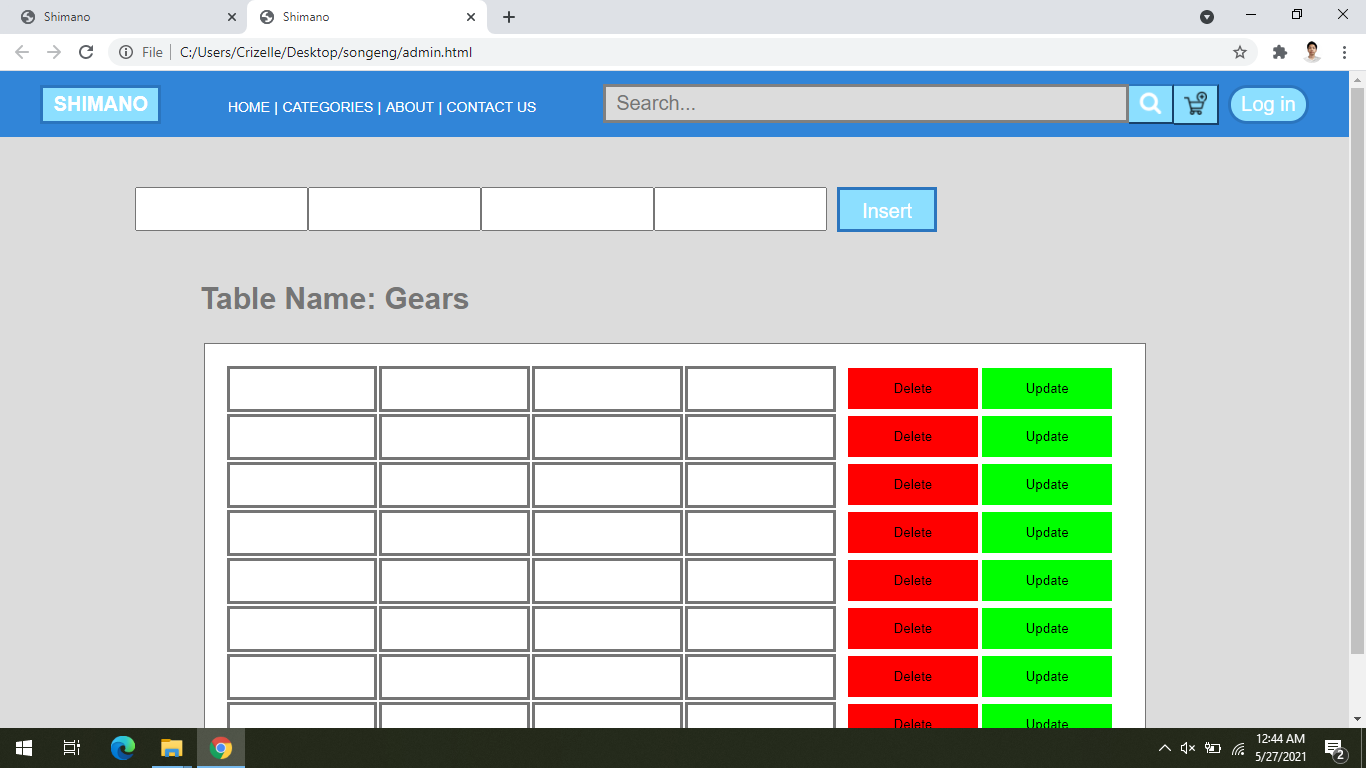 Shimano
Shimano
File | C:/Users/Crizelle/Desktop/songeng/admin.html
SHIMANO
HOME | CATEGORIES | ABOUT | CONTACT US
Search...
Log in
Insert
Table Name: Gears
Delete Update
Delete Update
Delete Update
Delete Update
Delete Update
Delete Update
Delete Update
Delete Update
12:44 AM
5/27/2021
2